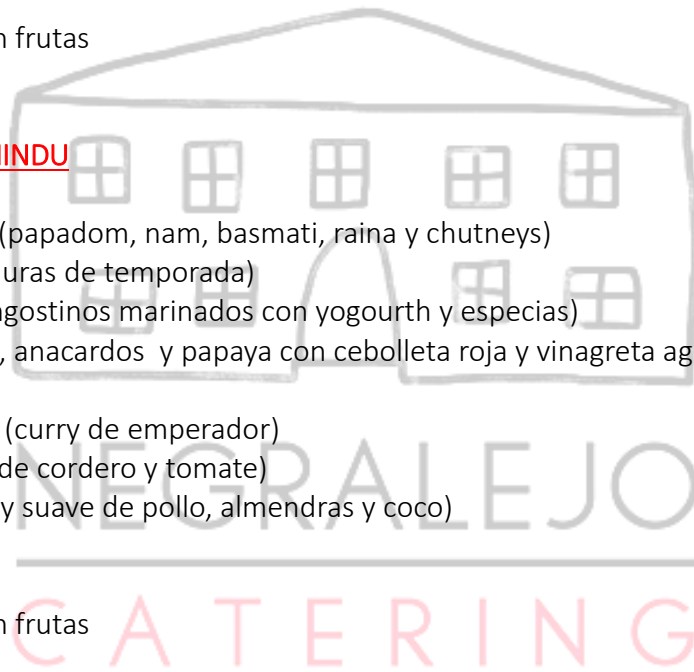 n frutas
HINDU
(papadom, nam, basmati, raina y chutneys)
uras de temporada)
agostinos marinados con yogourth y especias)
, anacardos  y papaya con cebolleta roja y vinagreta ag
(curry de emperador)
de cordero y tomate)
y suave de pollo, almendras y coco)
NEGRALEJO
n frutas
CATERING